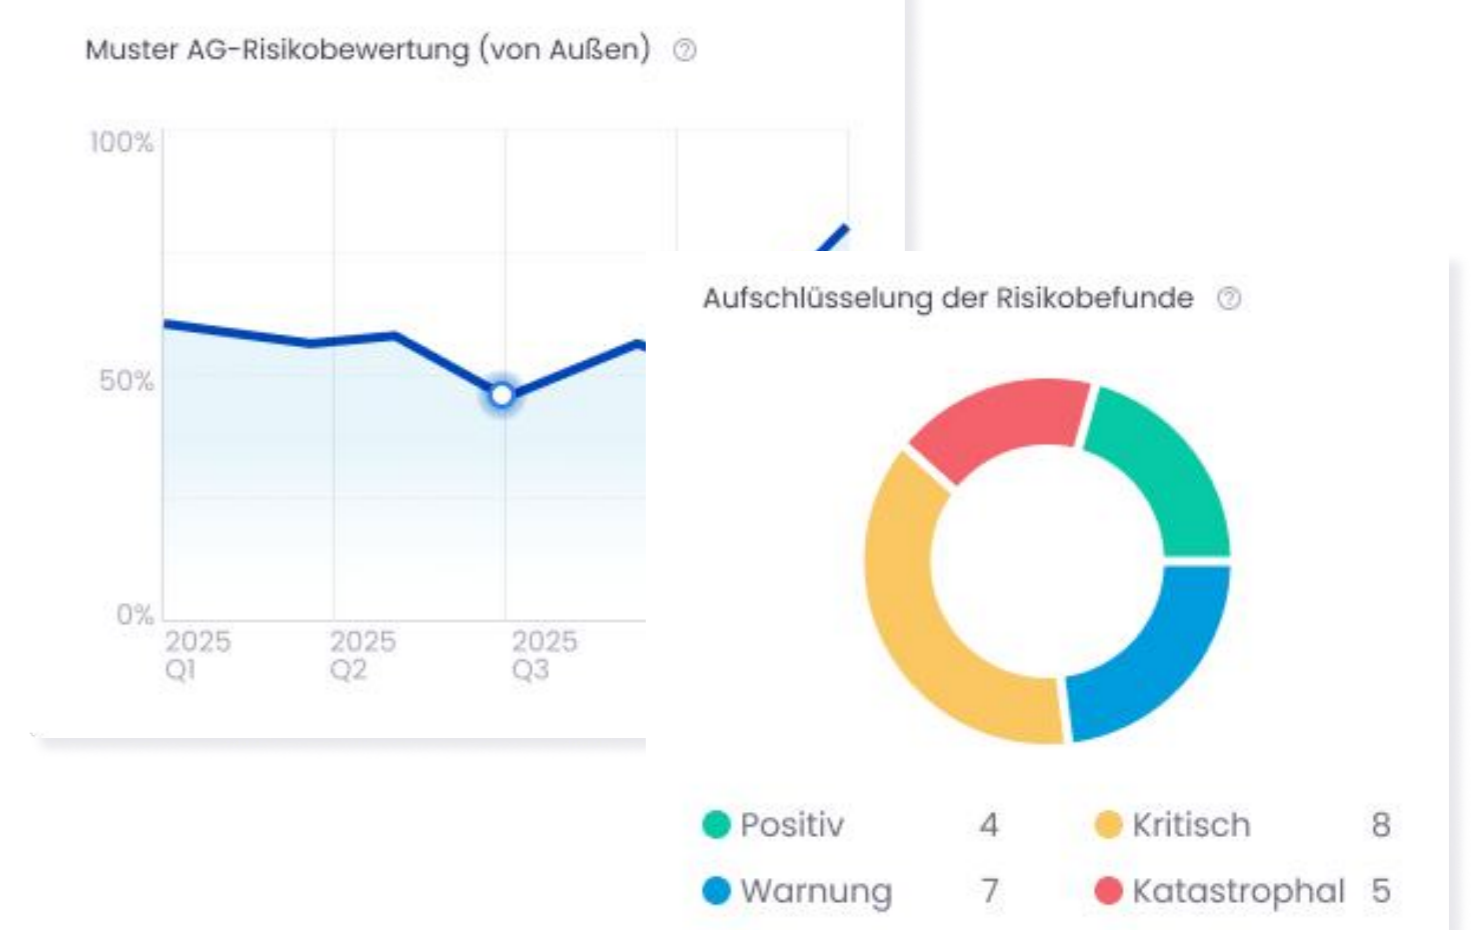 Muster AG-Risikobewertung (von Außen) ?
100%
50%
0%
2025
Q1
2025
Q2
2025
Q3
Aufschlüsselung der Risikobefunde ?
Positiv 4
Kritisch 8
Warnung 7
Katastrophal 5